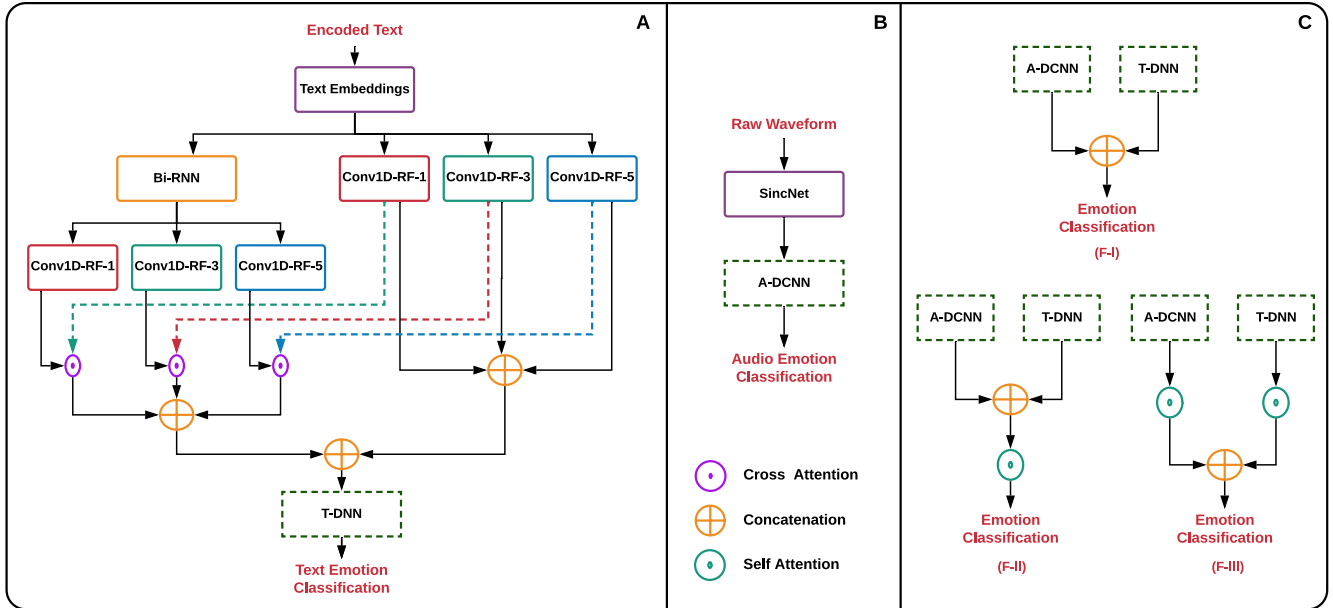 A
Encoded Text
Text Embeddings
Bi-RNN
Conv1D-RF-1
Conv1D-RF-3
Conv1D-RF-5
Conv1D-RF-1
Conv1D-RF-3
Conv1D-RF-5
T-DNN
Text Emotion
Classification
B
Raw Waveform
SincNet
A-DCNN
Audio Emotion
Classification
Cross Attention
Concatenation
Self Attention
C
A-DCNN
T-DNN
Emotion
Classification
(F-I)
A-DCNN
T-DNN
Emotion
Classification
(F-II)
A-DCNN
T-DNN
Emotion
Classification
(F-III)